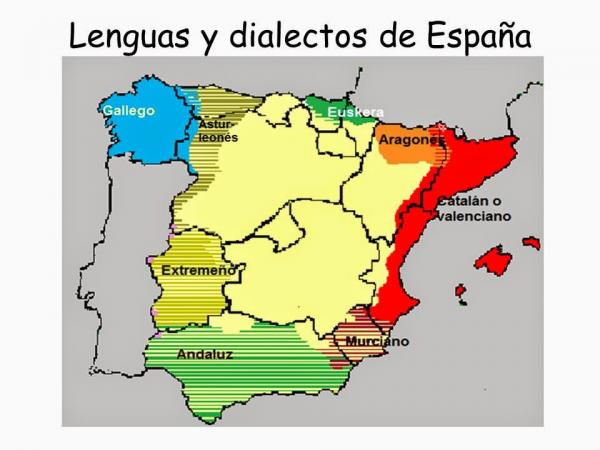 Lenguas y dialectos de España
Gallego
Astur-
leonés
Euskera
Aragonés
Catalán o
valenciano
Extremeño
Andaluz
Murciano